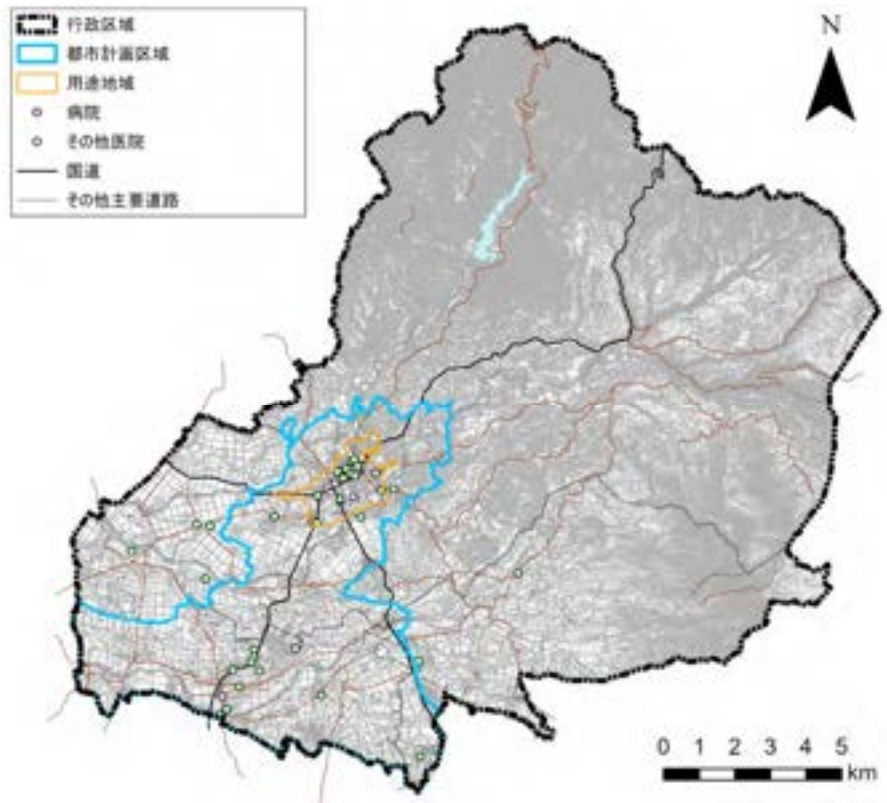 行政区域
都市計画区域
用途地域
病院
その他医院
国道
その他主要道路
N
0 1 2 3 4 5
km